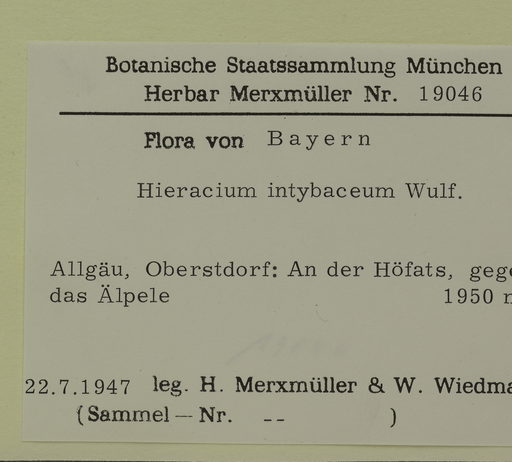 Botanische Staatssammlung München
Herbar Merxmüller Nr. 19046
Flora von Bayern
Hieracium intybaceum Wulf.
Allgäu, Oberstdorf: An der Höfats,
das Älpele 1950
22.7.1947 leg. H. Merxmüller & W.
(Sammel — Nr. -- )